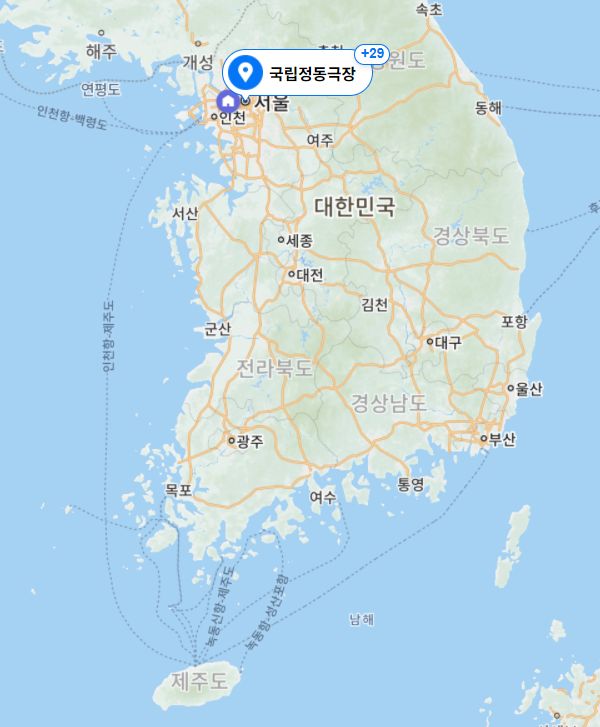 속초
해주
개성
+29
원도
국립정동극장
연평도
서울
인천
인천항-백령도
동해
여주
대한민국
서산
경상북도
세종
대전
인천항-제주도
김천
포항
군산
대구
전라북도
울산
경상남도
광주
부산
목포
여수
통영
녹동신항-제주도
녹동항-성산포항
남해
제주도